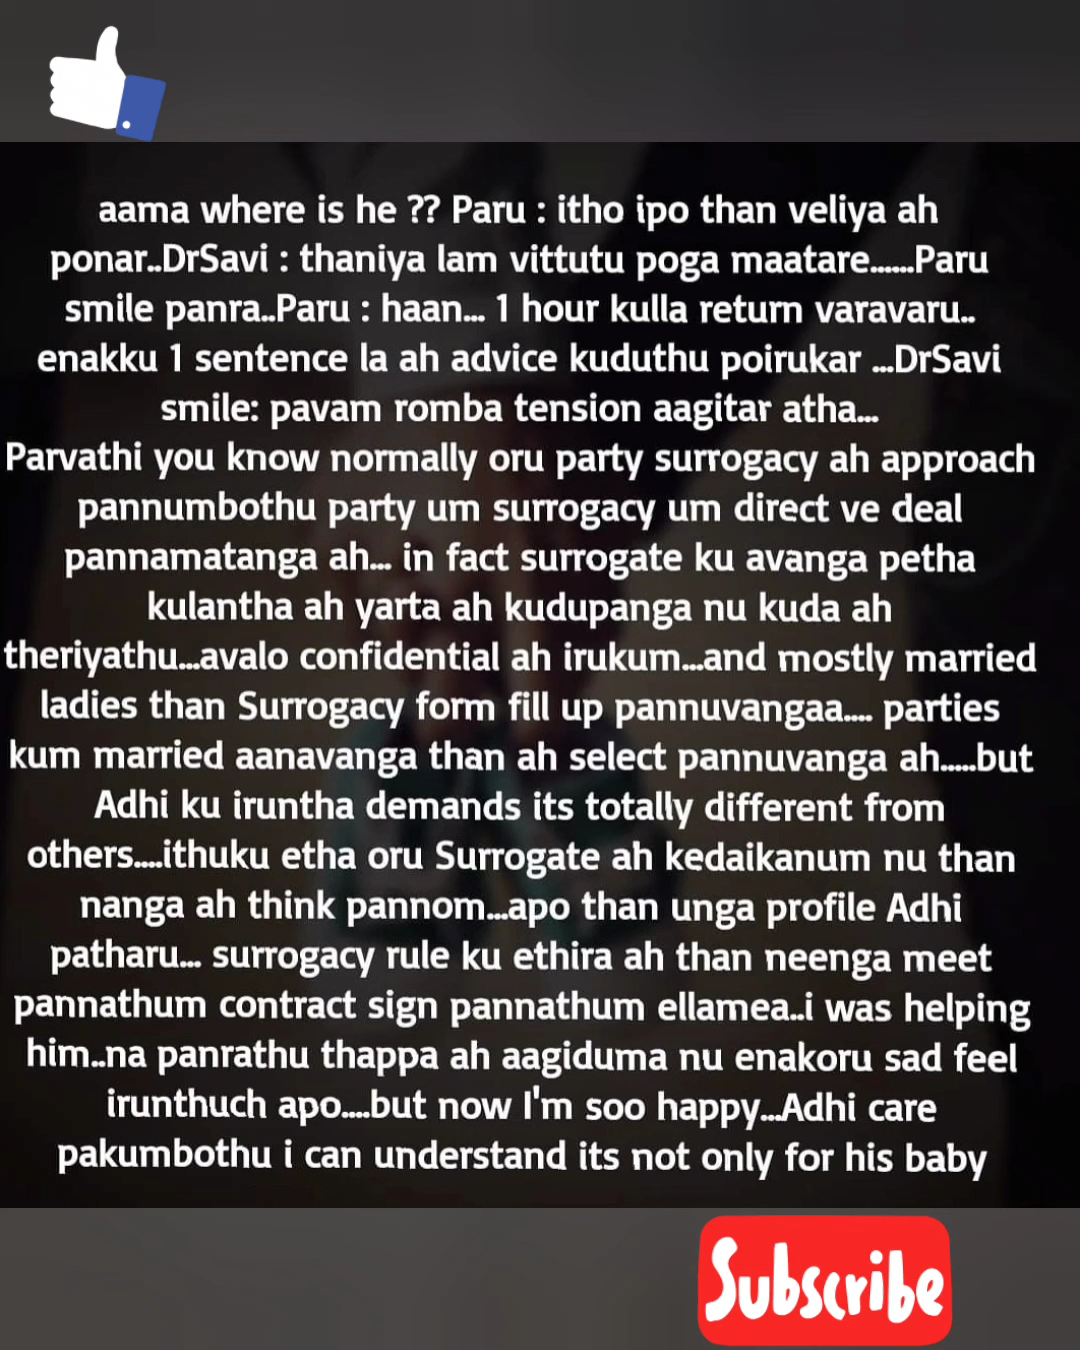 aama where is he ?? Paru : itho ipo than veliya ah
ponar..DrSavi : thaniya lam vittutu poga maatare......Paru
smile panra..Paru : haan... 1 hour kulla return varavaru..
enakku 1 sentence la ah advice kuduthu poirukar ...DrSavi
smile: pavam romba tension aagitar atha...
Parvathi you know normally oru party surrogacy ah approach
pannumbothu party um surrogacy um direct ve deal
pannamatanga ah... in fact surrogate ku avanga petha
kulantha ah yarta ah kudupanga nu kuda ah
theriyathu...avalo confidential ah irukum...and mostly married
ladies than Surrogacy form fill up pannuvangaa.... parties
kum married aanavanga than ah select pannuvanga ah.....but
Adhi ku iruntha demands its totally different from
others....ithuku etha oru Surrogate ah kedaikanum nu than
nanga ah think pannom...apo than unga profile Adhi
patharu... surrogacy rule ku ethira ah than neenga meet
pannathum contract sign pannathum ellamea..i was helping
him..na panrathu thappa ah aagiduma nu enakoru sad feel
irunthuch apo....but now I'm soo happy...Adhi care
pakumbothu i can understand its not only for his baby
Subscribe